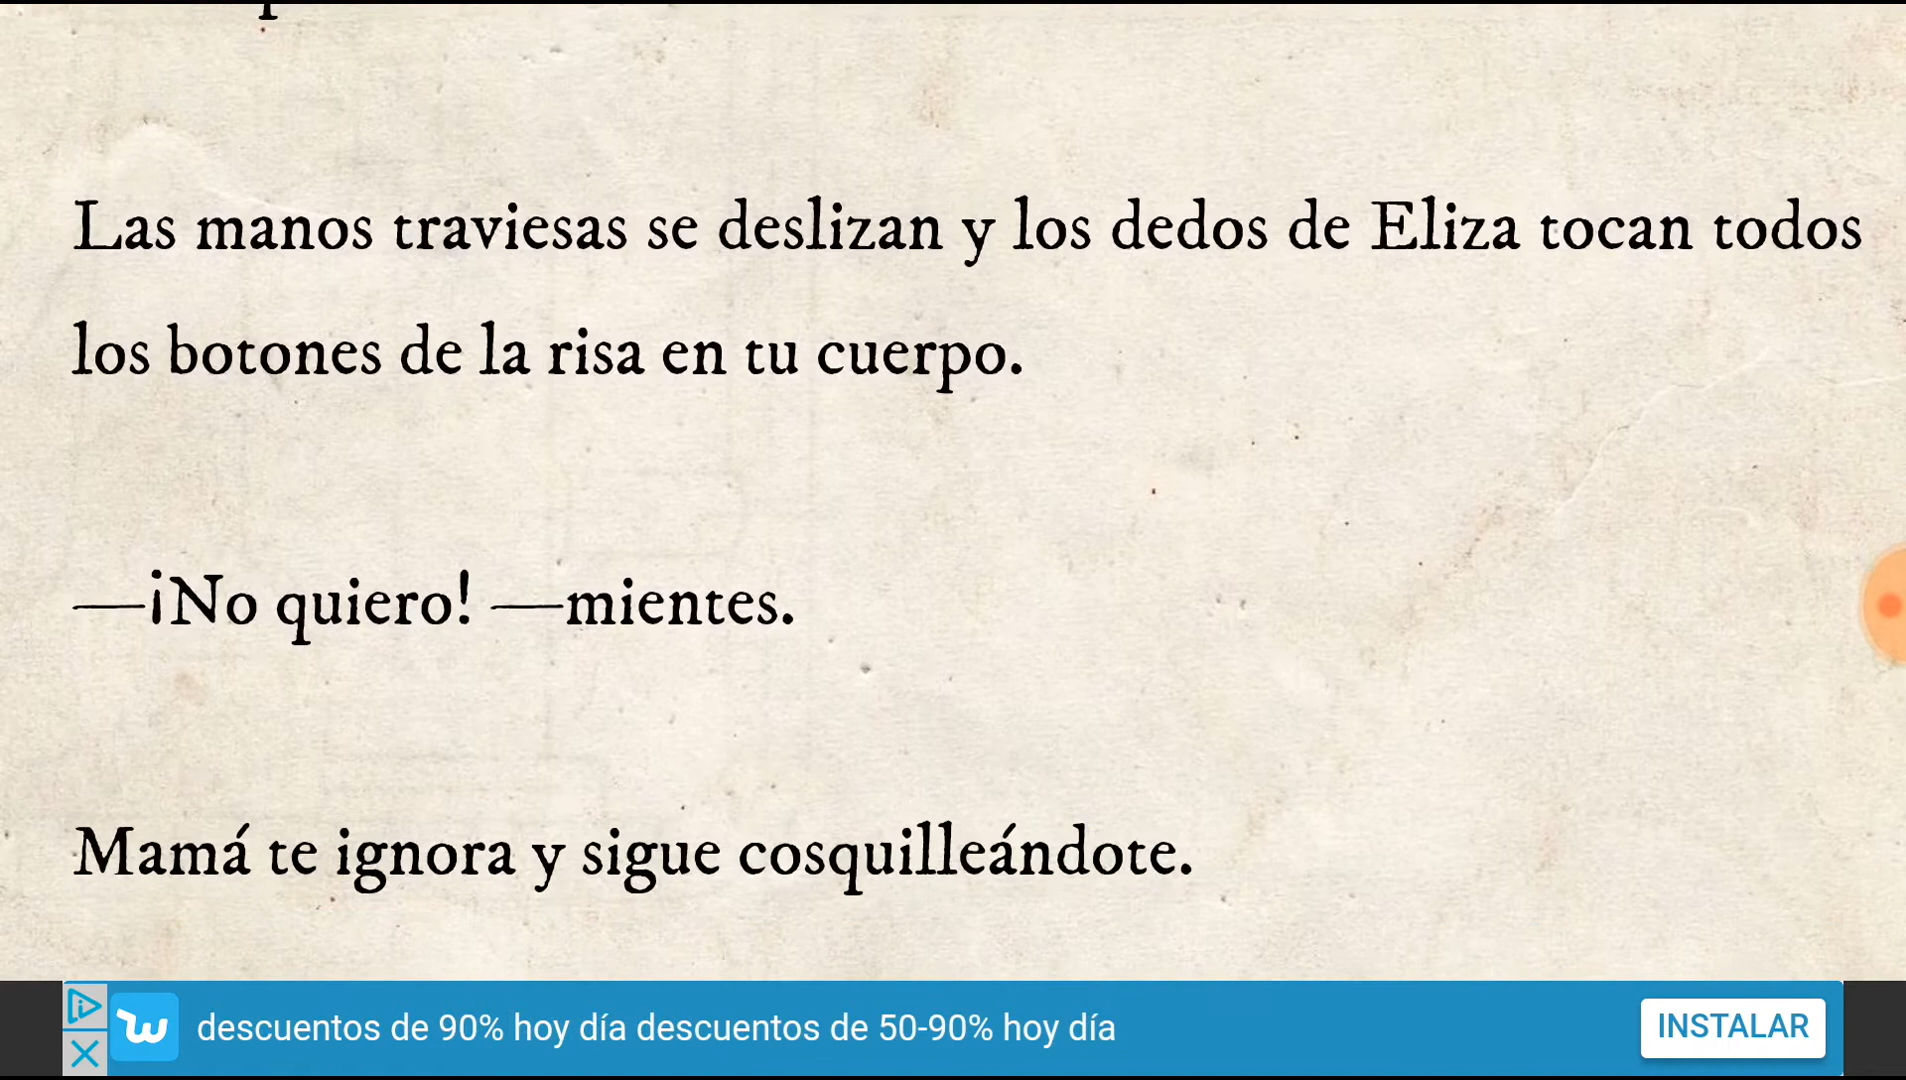 Las manos traviesas se deslizan y los dedos de Eliza tocan todos
los botones de la risa en tu cuerpo.
—¡No quiero! —mientes.
Mamá te ignora y sigue cosquilleándote.
descuentos de 90% hoy día descuentos de 50-90% hoy día
INSTALAR